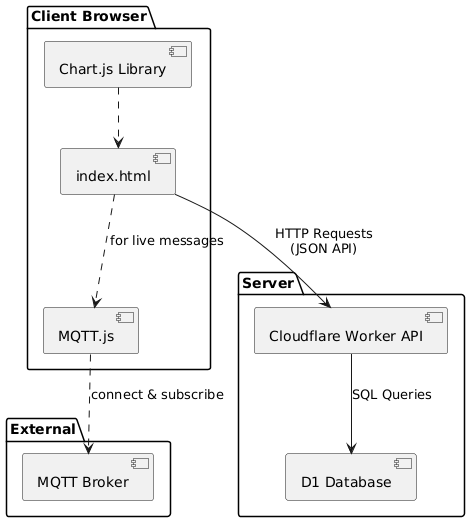 Client Browser
Chart.js Library
index.html
for live messages
HTTP Requests
(JSON API)
Server
MQTT.js
Cloudflare Worker API
connect & subscribe
SQL Queries
External
MQTT Broker
D1 Database